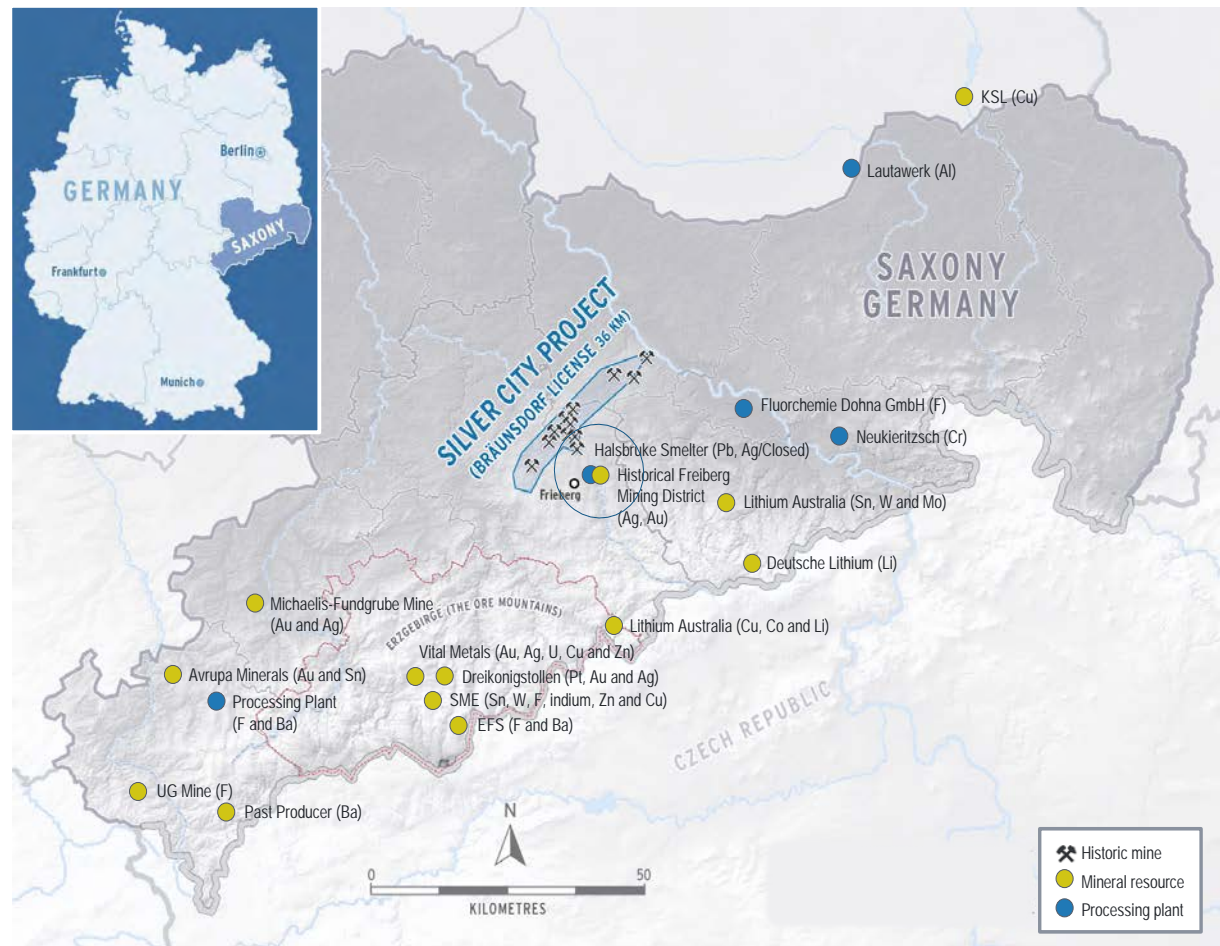 Berlin
GERMANY
SAXONY
Frankfurt
Munich
KSL (Cu)
Lautawerk (Al)
SAXONY
GERMANY
SILVER CITY PROJECT
(BRÄUNSDORF LICENSE 36 KM)
Fluorchemie Dohna GmbH (F)
Neukieritzsch (Cr)
Halsbruke Smelter (Pb, Ag/Closed)
Historical Freiberg
Mining District
(Ag, Au)
Frieberg
Lithium Australia (Sn, W and Mo)
Deutsche Lithium (Li)
Michaelis-Fundgrube Mine
(Au and Ag)
ERZGEBIRGE (THE ORE MOUNTAINS)
Lithium Australia (Cu, Co and Li)
Vital Metals (Au, Ag, U, Cu and Zn)
Avrupa Minerals (Au and Sn)
Dreikonigstollen (Pt, Au and Ag)
Processing Plant
(F and Ba)
SME (Sn, W, F, indium, Zn and Cu)
EFS (F and Ba)
CZECH REPUBLIC
UG Mine (F)
Past Producer (Ba)
N
0 50
KILOMETRES
Historic mine
Mineral resource
Processing plant